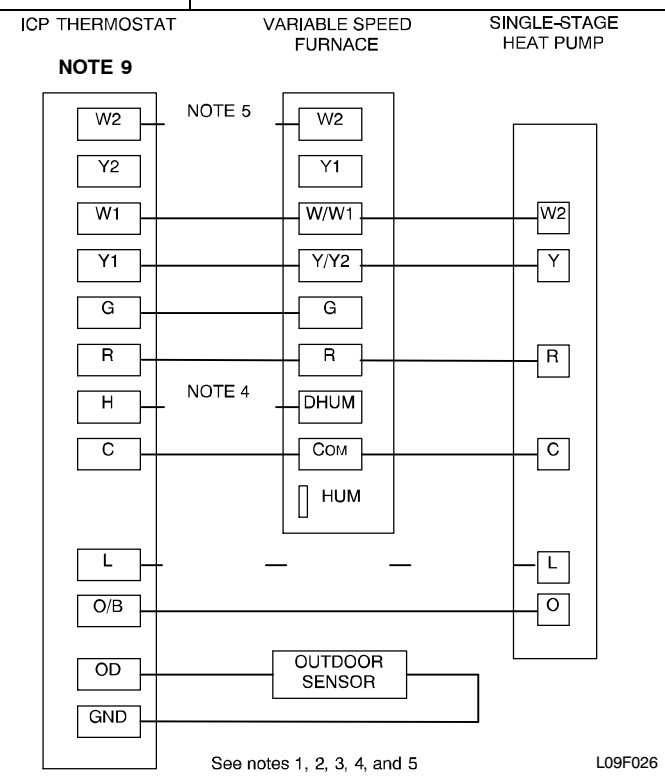 ICP THERMOSTAT
VARIABLE SPEED
FURNACE
SINGLE-STAGE
HEAT PUMP
NOTE 9
W2 NOTE 5 W2
Y2 Y1
W1 W/W1 W2
Y1 Y/Y2 Y
G G
R R R
H NOTE 4 DHUM
C COM C
HUM
L L
O/B O
OD OUTDOOR
SENSOR
GND
See notes 1, 2, 3, 4, and 5 L09F026